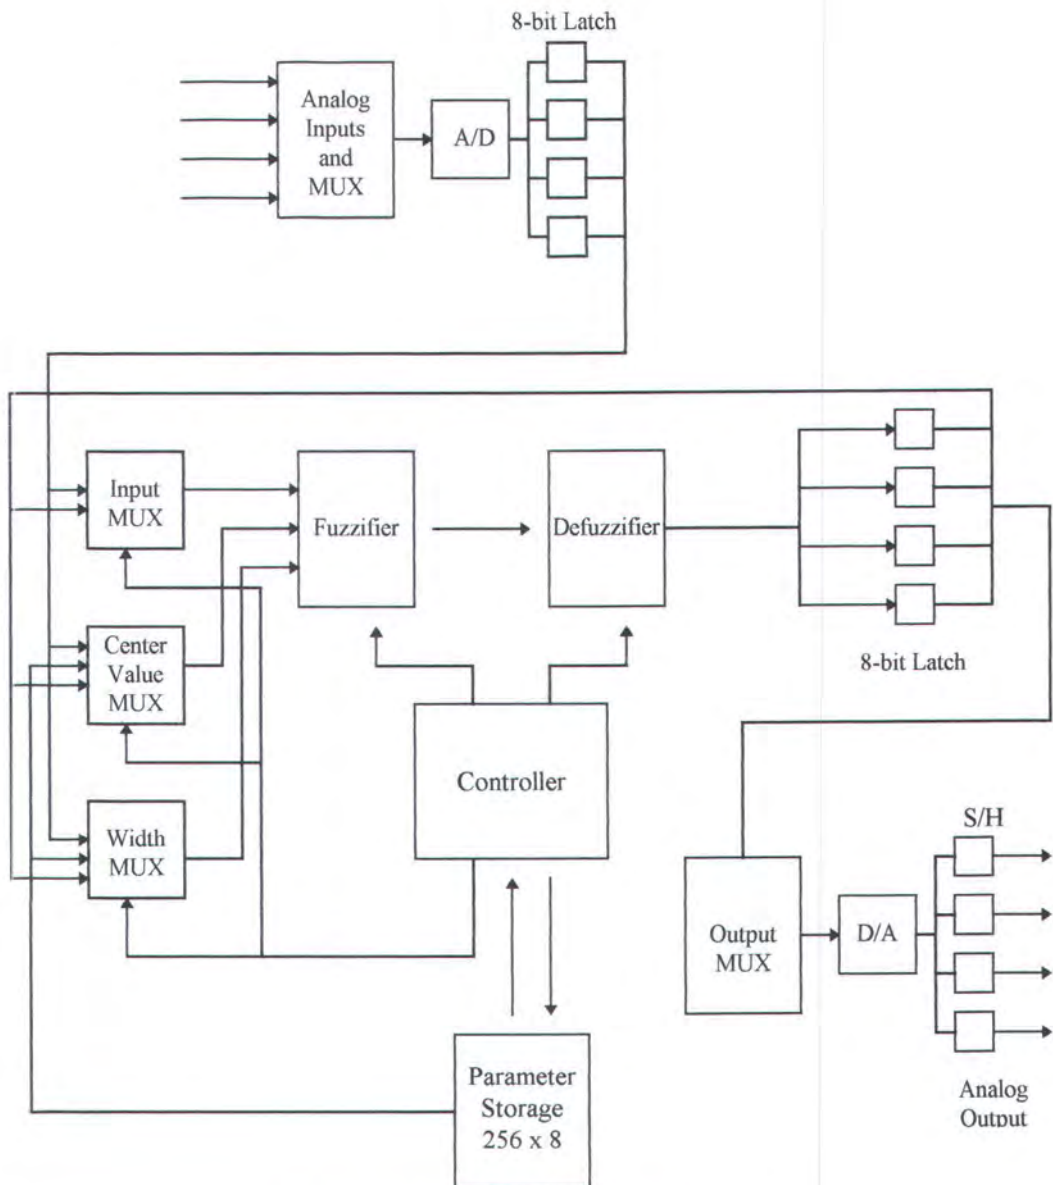 8-bit Latch
Analog
Inputs
and
MUX
A/D
Input
MUX
Fuzzifier
Defuzzifier
Center
Value
MUX
8-bit Latch
Controller
Width
MUX
S/H
Output
MUX
D/A
Parameter
Storage
256 x 8
Analog
Output